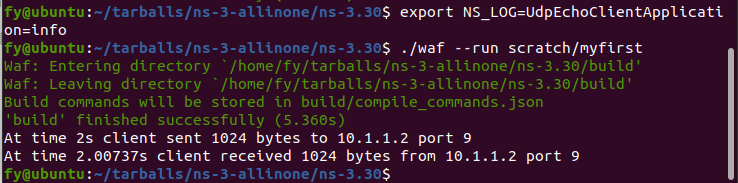 fy@ubuntu:~/tarballs/ns-3-allinone/ns-3.30$ export NS_LOG=UdpEchoClientApplicati
on=info
fy@ubuntu:~/tarballs/ns-3-allinone/ns-3.30$ ./waf --run scratch/myfirst
Waf: Entering directory `/home/fy/tarballs/ns-3-allinone/ns-3.30/build'
Waf: Leaving directory `/home/fy/tarballs/ns-3-allinone/ns-3.30/build'
Build commands will be stored in build/compile_commands.json
'build' finished successfully (5.360s)
At time 2s client sent 1024 bytes to 10.1.1.2 port 9
At time 2.00737s client received 1024 bytes from 10.1.1.2 port 9
fy@ubuntu:~/tarballs/ns-3-allinone/ns-3.30$